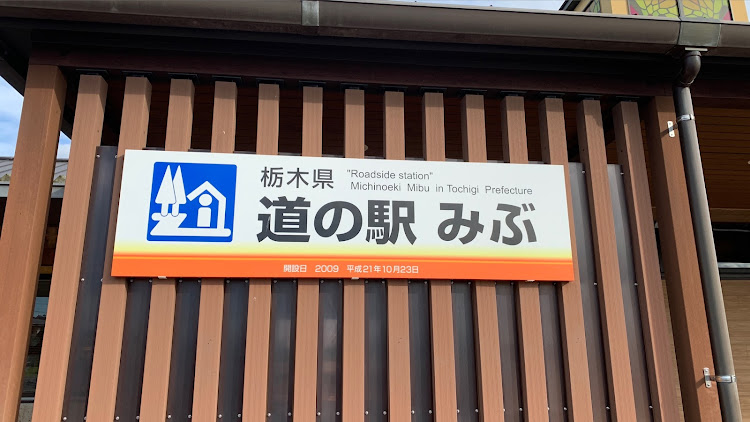 栃木県
"Roadside station"
Michinoeki Mibu in Tochigi Prefecture
道の駅 みぶ
開設日 2009 平成21年10月23日